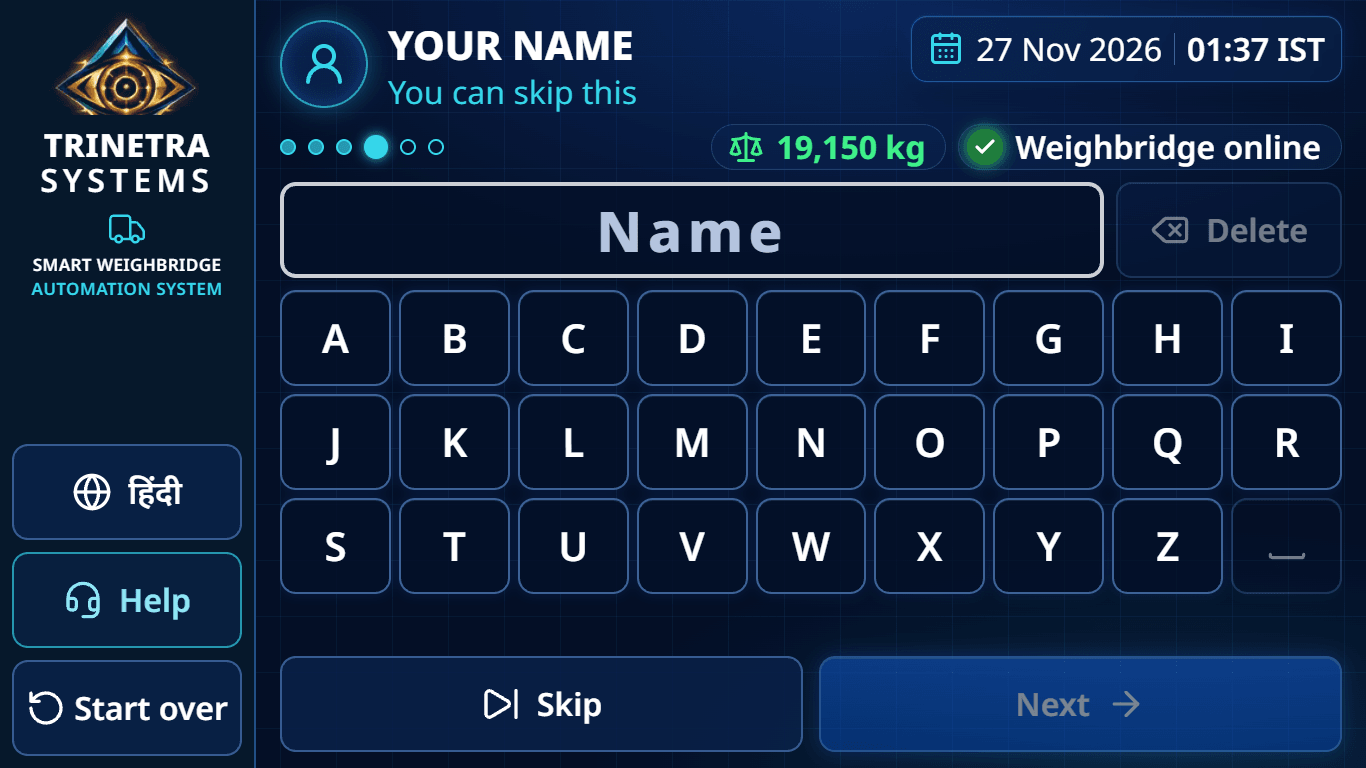 TRINETRA
SYSTEMS
SMART WEIGHBRIDGE
AUTOMATION SYSTEM
हिंदी
Help
Start over
YOUR NAME
You can skip this
27 Nov 2026 01:37 IST
19,150 kg
Weighbridge online
Name
Delete
A B C D E F G H I
J K L M N O P Q R
S T U V W X Y Z
Skip
Next